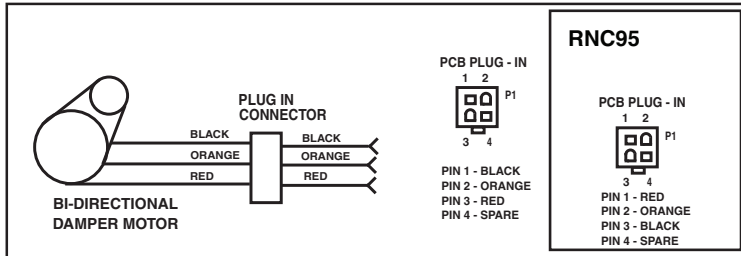 BLACK
ORANGE
RED
PLUG IN
CONNECTOR
BLACK
ORANGE
RED
BI-DIRECTIONAL
DAMPER MOTOR
PCB PLUG - IN
1 2
P1
3 4
PIN 1 - BLACK
PIN 2 - ORANGE
PIN 3 - RED
PIN 4 - SPARE
RNC95
PCB PLUG - IN
1 2
P1
3 4
PIN 1 - RED
PIN 2 - ORANGE
PIN 3 - BLACK
PIN 4 - SPARE